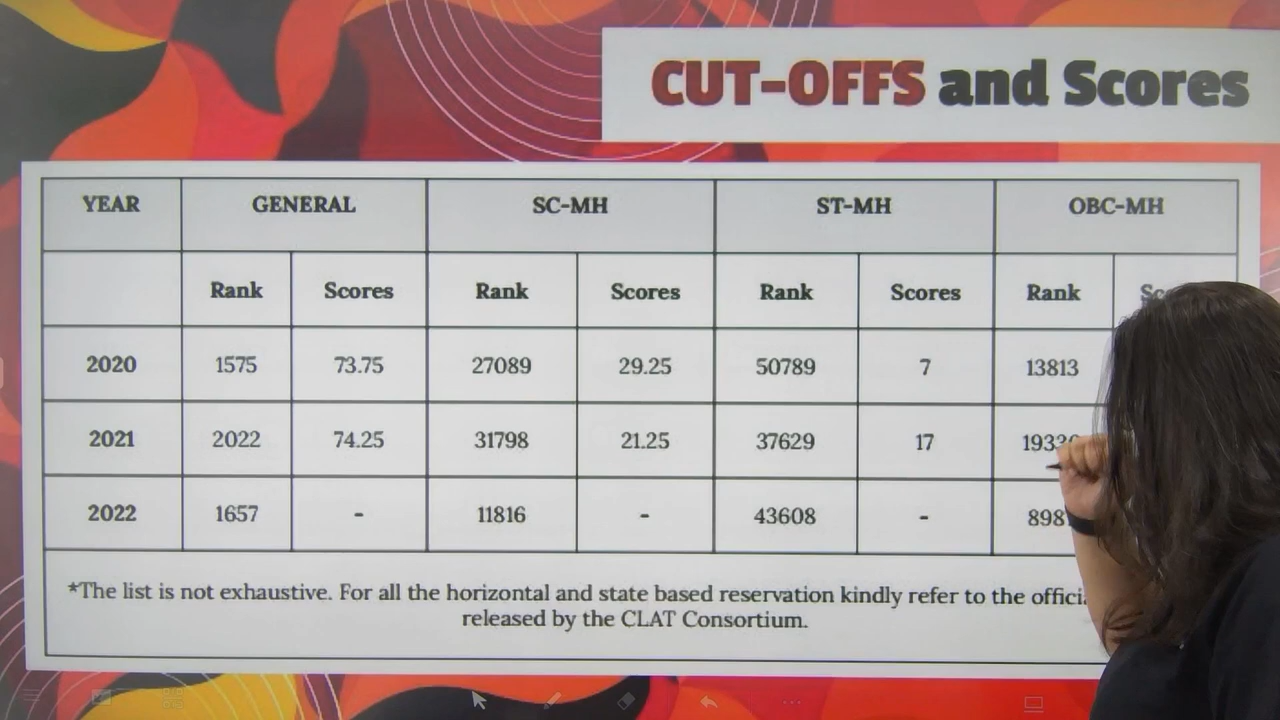 CUT-OFFS and Scores
YEAR GENERAL SC-MH ST-MH OBC-MH
Rank Scores Rank Scores Rank Scores Rank
2020 1575 73.75 27089 29.25 50789 7 13813
2021 2022 74.25 31798 21.25 37629 17
2022 1657 - 11816 - 43608 -
*The list is not exhaustive. For all the horizontal and state based reservation kindly refer to the
released by the CLAT Consortium.